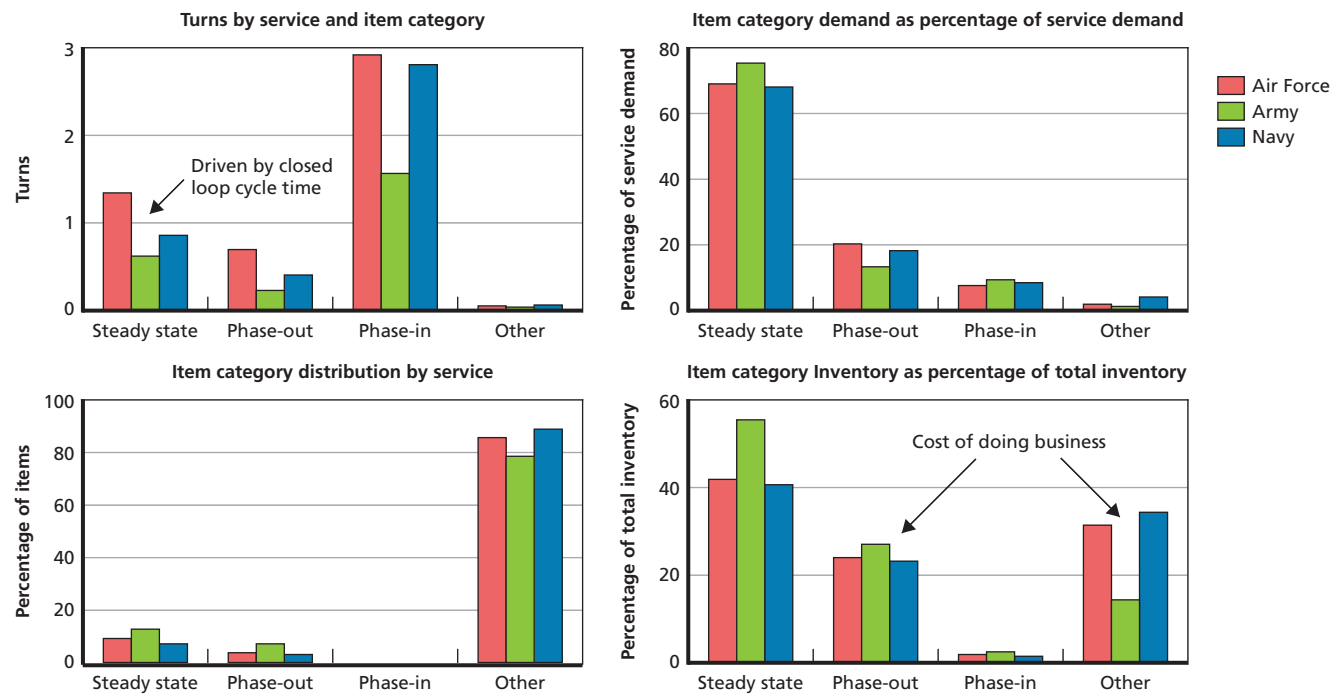 Turns by service and item category
Turns
3
2
1
0
Driven by closed
loop cycle time
Steady state
Phase-out
Phase-in
Other
Item category demand as percentage of service demand
Percentage of service demand
80
60
40
20
0
Steady state
Phase-out
Phase-in
Other
Air Force
Army
Navy
Item category distribution by service
Percentage of items
100
80
60
40
20
0
Steady state
Phase-out
Phase-in
Other
Item category Inventory as percentage of total inventory
Percentage of total inventory
60
40
20
0
Cost of doing business
Steady state
Phase-out
Phase-in
Other